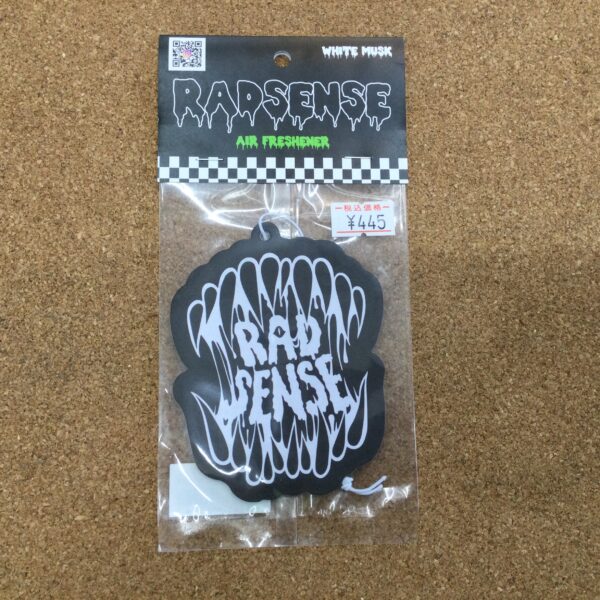 WHITE MUSK
RADSENSE
AIR FRESHENER
税込価格
¥445
RAD
SENSE